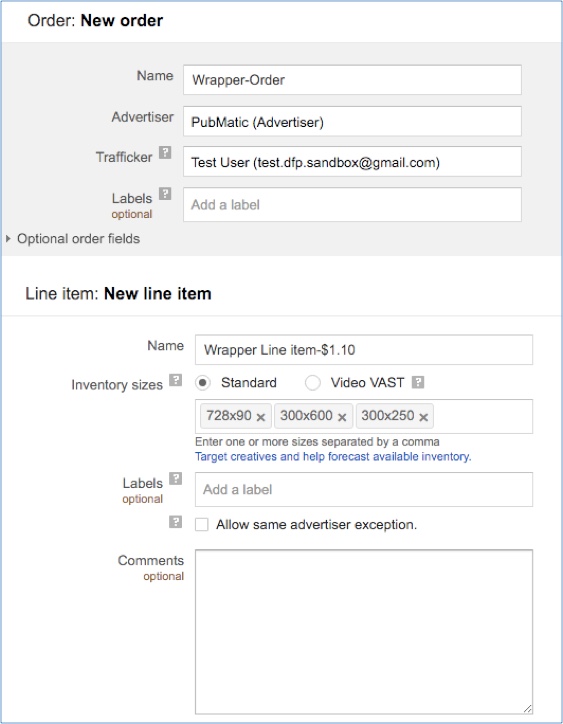 Order: New order
Name
Wrapper-Order
Advertiser
PubMatic (Advertiser)
Trafficker ?
Test User (test.dfp.sandbox@gmail.com)
Labels ?
optional
Add a label
Optional order fields
Line item: New line item
Name
Wrapper Line item-$1.10
Inventory sizes ?
Standard
Video VAST ?
728x90 × 300x600 × 300x250 ×
Enter one or more sizes separated by a comma
Target creatives and help forecast available inventory.
Labels ?
optional
Add a label
? Allow same advertiser exception.
Comments
optional